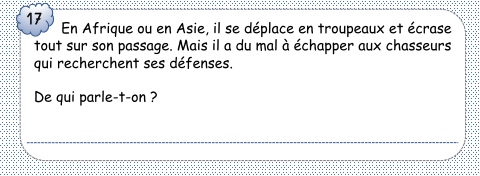 17
En Afrique ou en Asie, il se déplace en troupeaux et écrase
tout sur son passage. Mais il a du mal à échapper aux chasseurs
qui recherchent ses défenses.
De qui parle-t-on ?